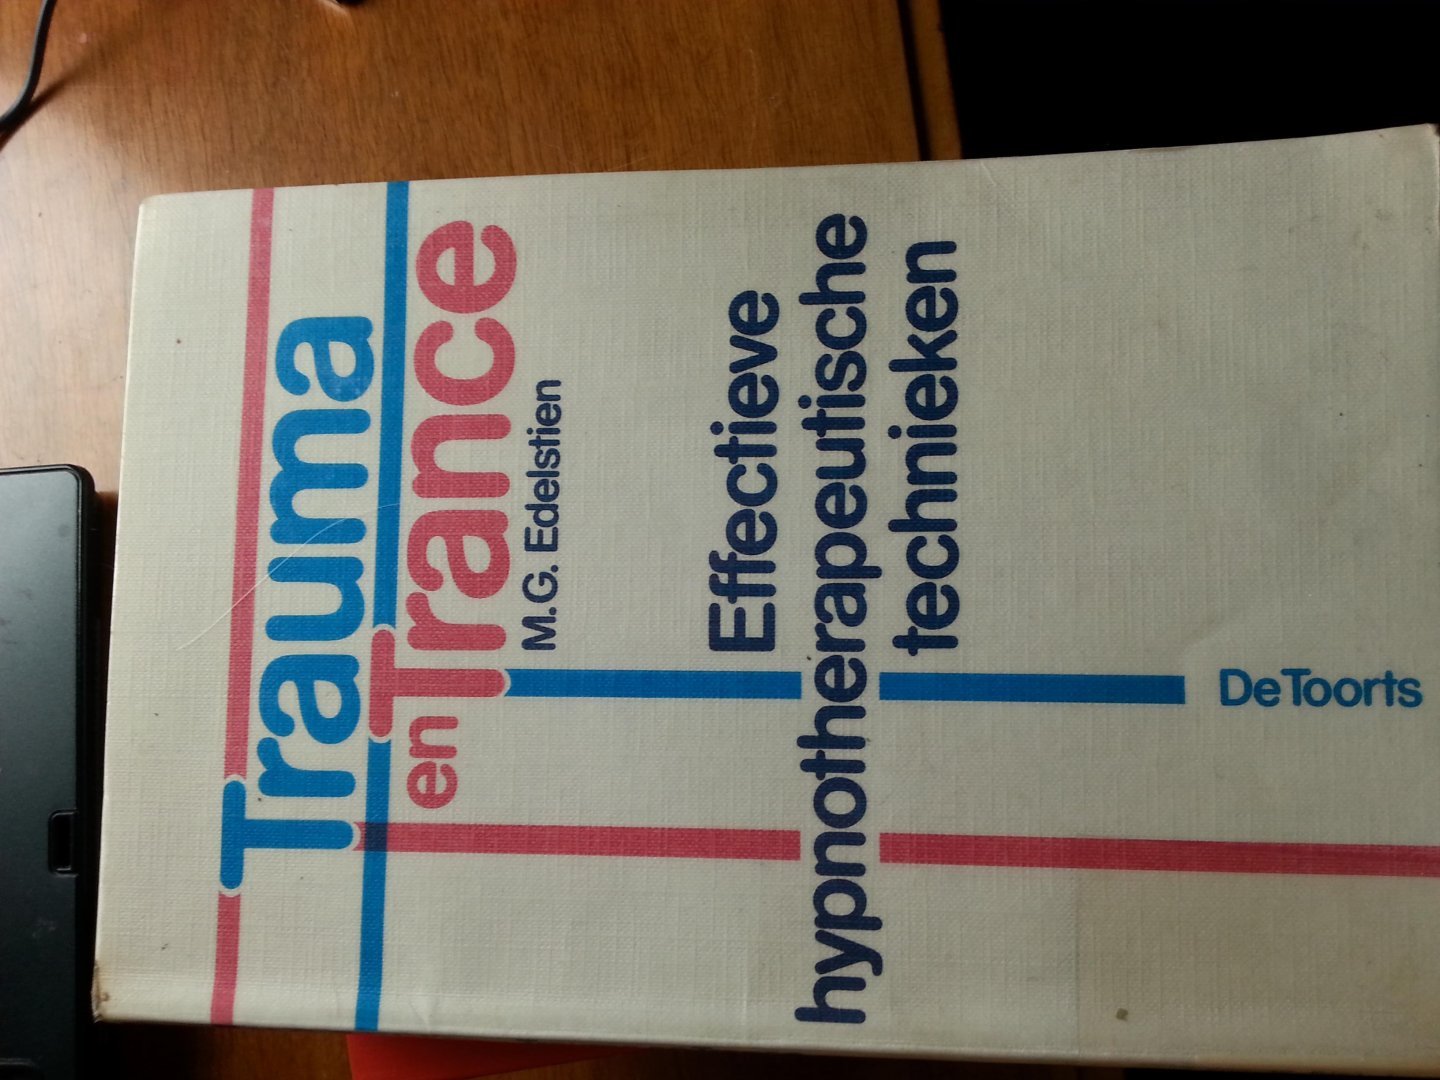 Trauma
en Trance
M.G. Edelstien
Effectieve
hypnotherapeutische
technieken
De Toorts